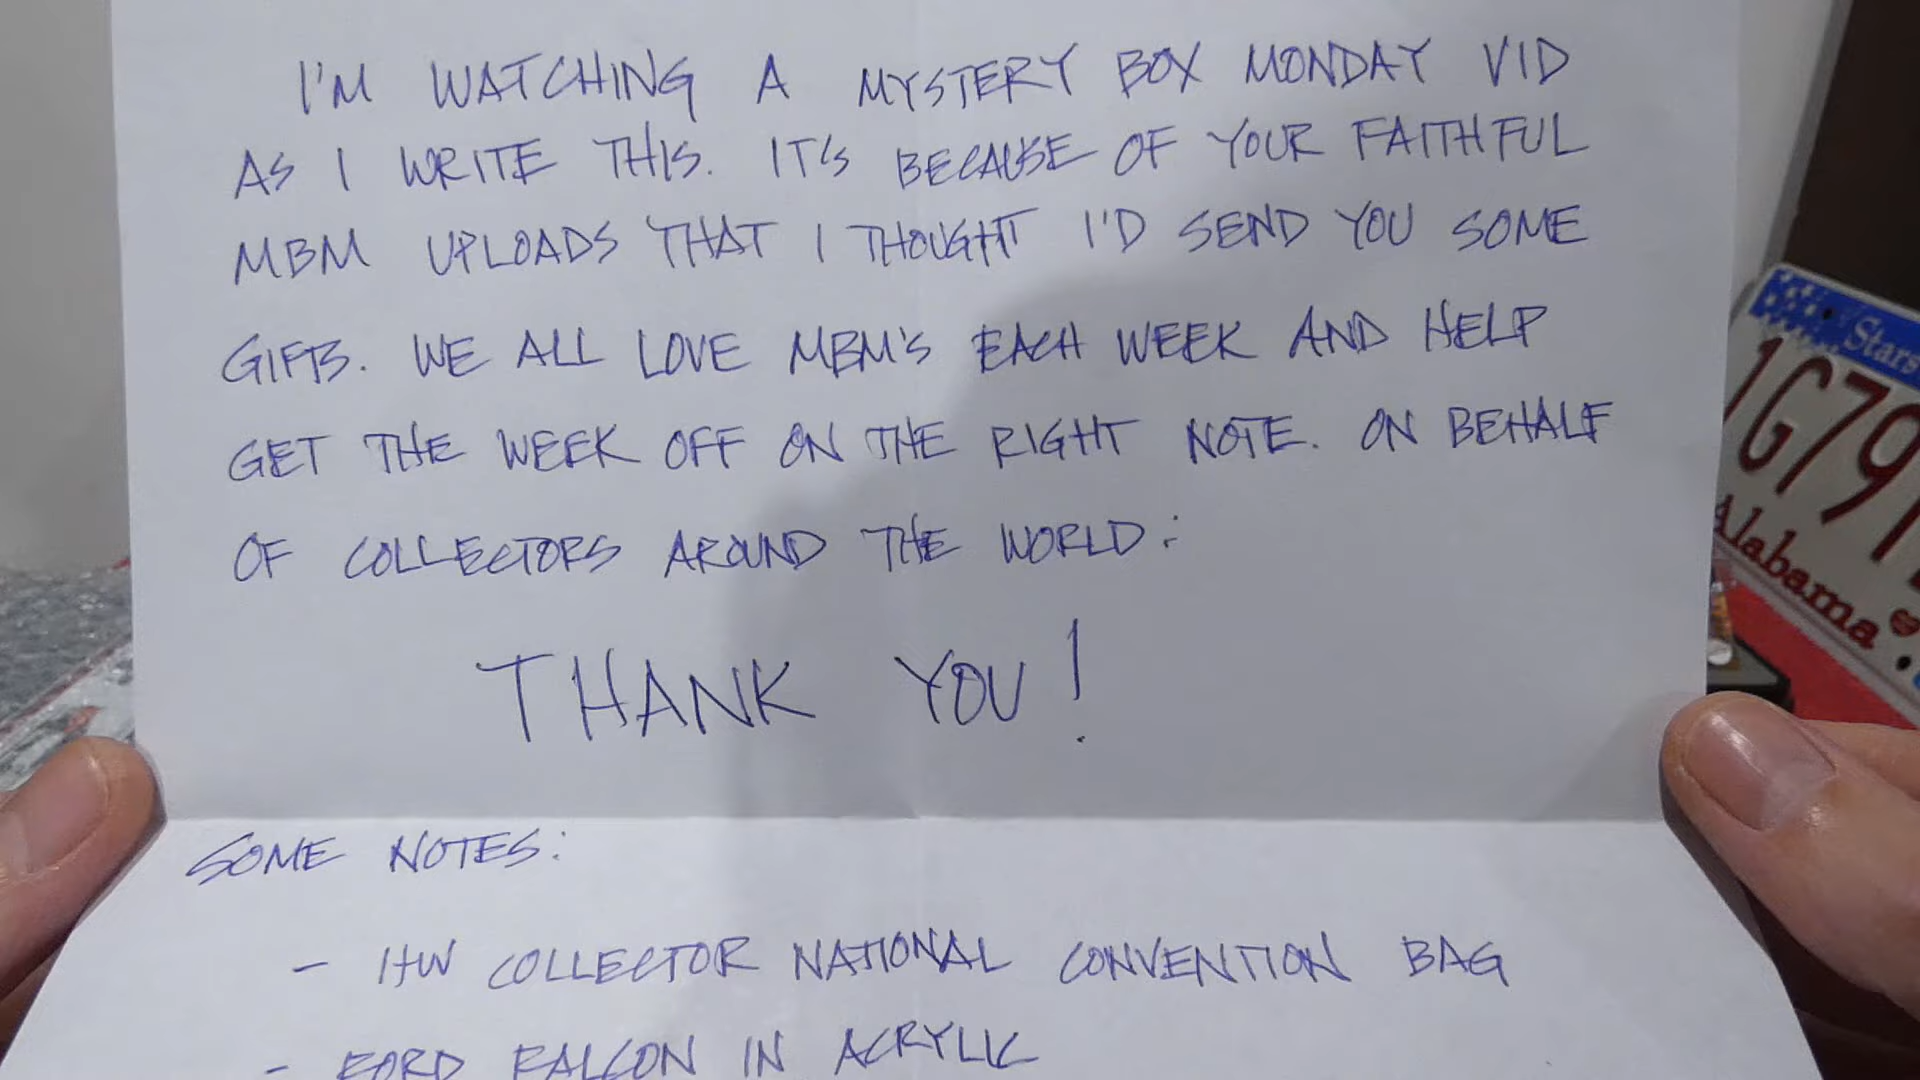 I'M WATCHING A MYSTERY BOX MONDAY VID
AS I WRITE THIS. IT'S BECAUSE OF YOUR FAITHFUL
MBM UPLOADS THAT I THOUGHT I'D SEND YOU SOME
GIFTS. WE ALL LOVE MBM'S EACH WEEK AND HELP
GET THE WEEK OFF ON THE RIGHT NOTE. ON BEHALF
OF COLLECTORS AROUND THE WORLD:
THANK YOU!
SOME NOTES:
- HW COLLECTOR NATIONAL CONVENTION BAG
- FORD FALCON IN ACRYLIC
Stars
Alabama